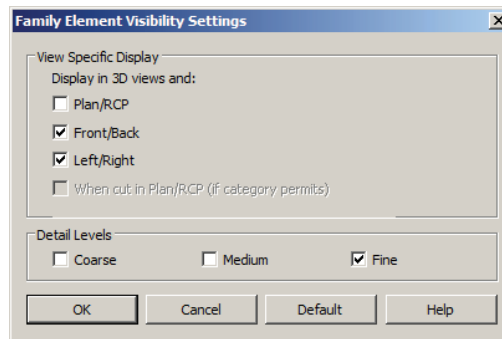 Family Element Visibility Settings
View Specific Display
Display in 3D views and:
Plan/RCP
Front/Back
Left/Right
When cut in Plan/RCP (if category permits)
Detail Levels
Coarse Medium Fine
OK Cancel Default Help